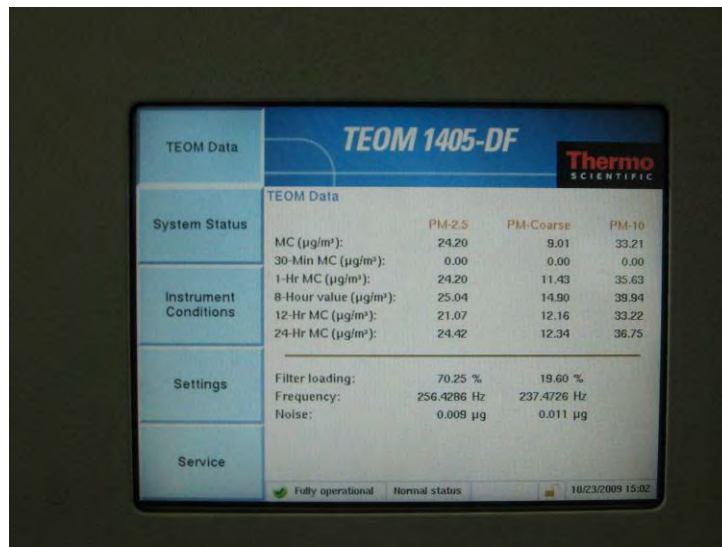 TEOM Data
TEOM 1405-DF
Thermo
SCIENTIFIC
System Status
Instrument
Conditions
Settings
Service
TEOM Data
PM-2.5 PM-Coarse PM-10
MC (µg/m³): 24.20 9.01 33.21
30-Min MC (µg/m³): 0.00 0.00 0.00
1-Hr MC (µg/m³): 24.20 11.43 35.63
8-Hour value (µg/m³): 25.04 14.90 39.94
12-Hr MC (µg/m³): 21.07 12.16 33.22
24-Hr MC (µg/m³): 24.42 12.34 36.75
Filter loading: 70.25 % 19.60 %
Frequency: 256.4286 Hz 237.4726 Hz
Noise: 0.009 µg 0.011 µg
Fully operational Normal status 10/23/2009 15:02